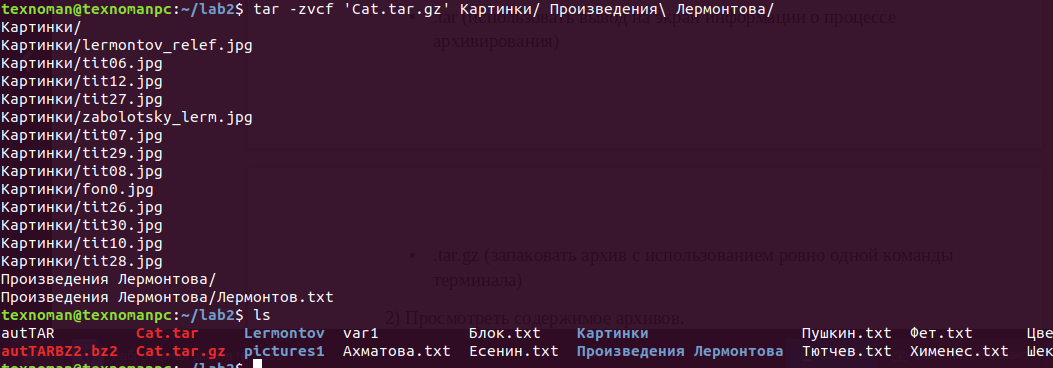 texnoman@texnomanpc:~/lab2$ tar -zvcf 'Cat.tar.gz' Картинки/ Произведения\ Лермонтова/
Картинки/
Картинки/lermontov_relef.jpg
Картинки/tit06.jpg
Картинки/tit12.jpg
Картинки/tit27.jpg
Картинки/zabolotsky_lerm.jpg
Картинки/tit07.jpg
Картинки/tit29.jpg
Картинки/tit08.jpg
Картинки/fon0.jpg
Картинки/tit26.jpg
Картинки/tit30.jpg
Картинки/tit10.jpg
Картинки/tit28.jpg
Произведения Лермонтова/
Произведения Лермонтова/Лермонтов.txt
texnoman@texnomanpc:~/lab2$ ls
autTAR Cat.tar Lermontov var1 Блок.txt Картинки Пушкин.txt Фет.txt Цве
autTARBZ2.bz2 Cat.tar.gz pictures1 Ахматова.txt Есенин.txt Произведения Лермонтова Тютчев.txt Хименес.txt Шек
texnoman@texnomanpc:~/lab2$
.tar (использовать вывод на экран информации о процессе
архивирования)
.tar.gz (запаковать архив с использованием ровно одной команды
терминала)
2) Просмотреть содержимое архивов.